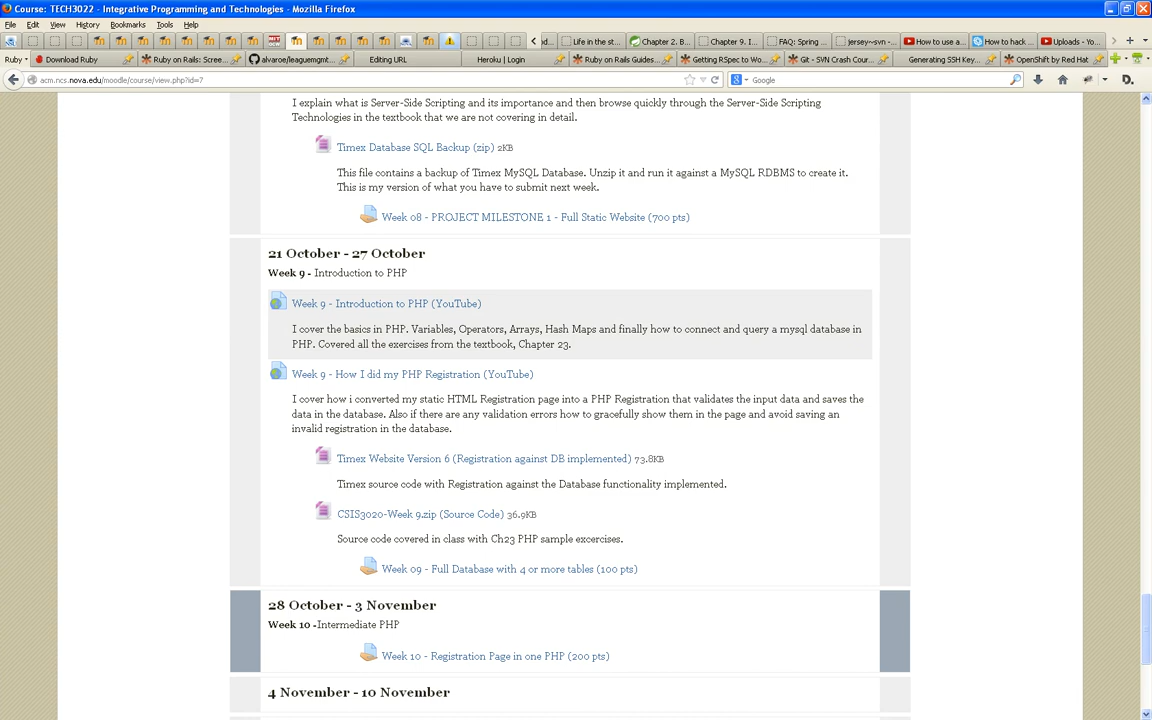 Course: TECH3022 - Integrative Programming and Technologies - Mozilla Firefox
File Edit View History Bookmarks Tools Help
Life in the st... Chapter 2. B... Chapter 9. I... FAQ: Spring ... jersey~svn - ... How to use a... How to hack ... Uploads - Yo...
Ruby Download Ruby Ruby on Rails: Scree... alvaroe/leaguemgmt... Editing URL Heroku | Login Ruby on Rails Guides... Getting RSpec to Wo... Git - SVN Crash Cour... Generating SSH Key... OpenShift by Red Hat
acm.ncs.nova.edu/moodle/course/view.php?id=7 Google
I explain what is Server-Side Scripting and its importance and then browse quickly through the Server-Side Scripting
Technologies in the textbook that we are not covering in detail.
Timex Database SQL Backup (zip) 2KB
This file contains a backup of Timex MySQL Database. Unzip it and run it against a MySQL RDBMS to create it.
This is my version of what you have to submit next week.
Week 08 - PROJECT MILESTONE 1 - Full Static Website (700 pts)
21 October - 27 October
Week 9 - Introduction to PHP
Week 9 - Introduction to PHP (YouTube)
I cover the basics in PHP. Variables, Operators, Arrays, Hash Maps and finally how to connect and query a mysql database in
PHP. Covered all the exercises from the textbook, Chapter 23.
Week 9 - How I did my PHP Registration (YouTube)
I cover how i converted my static HTML Registration page into a PHP Registration that validates the input data and saves the
data in the database. Also if there are any validation errors how to gracefully show them in the page and avoid saving an
invalid registration in the database.
Timex Website Version 6 (Registration against DB implemented) 73.8KB
Timex source code with Registration against the Database functionality implemented.
CSIS3020-Week 9.zip (Source Code) 36.9KB
Source code covered in class with Ch23 PHP sample excercises.
Week 09 - Full Database with 4 or more tables (100 pts)
28 October - 3 November
Week 10 -Intermediate PHP
Week 10 - Registration Page in one PHP (200 pts)
4 November - 10 November